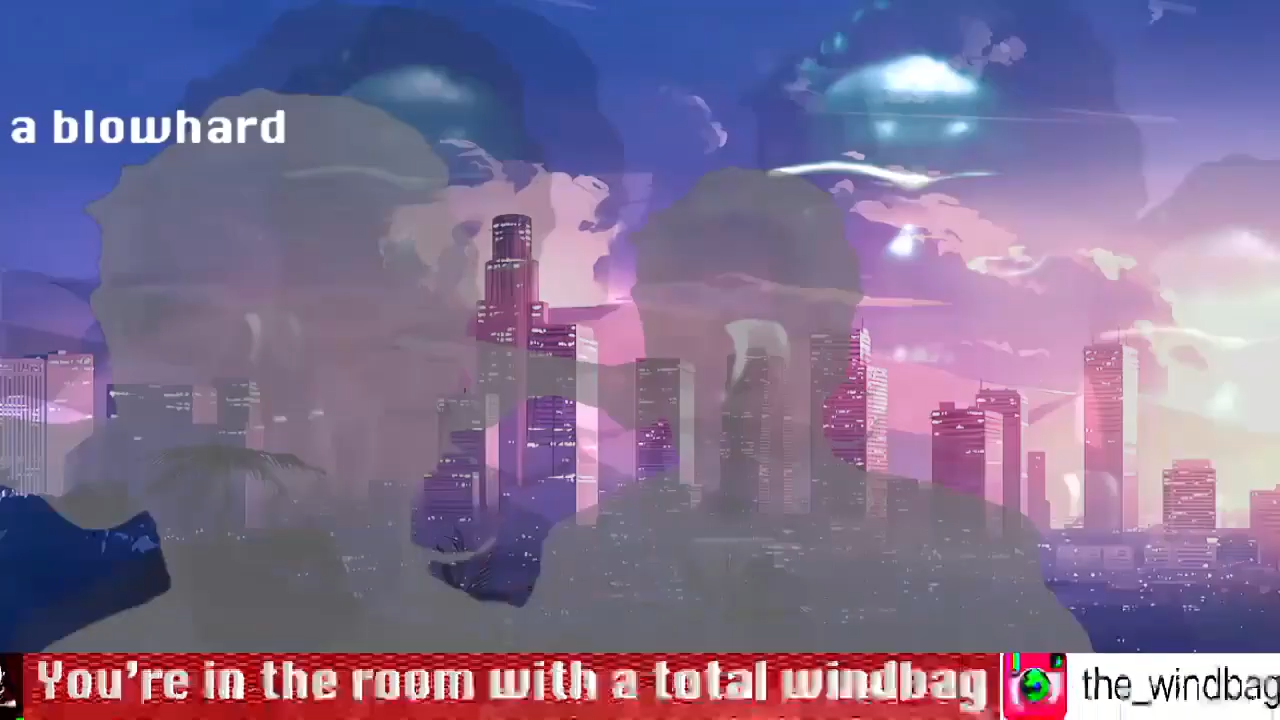 a blowhard
You're in the room with a total windbag
the_windbag